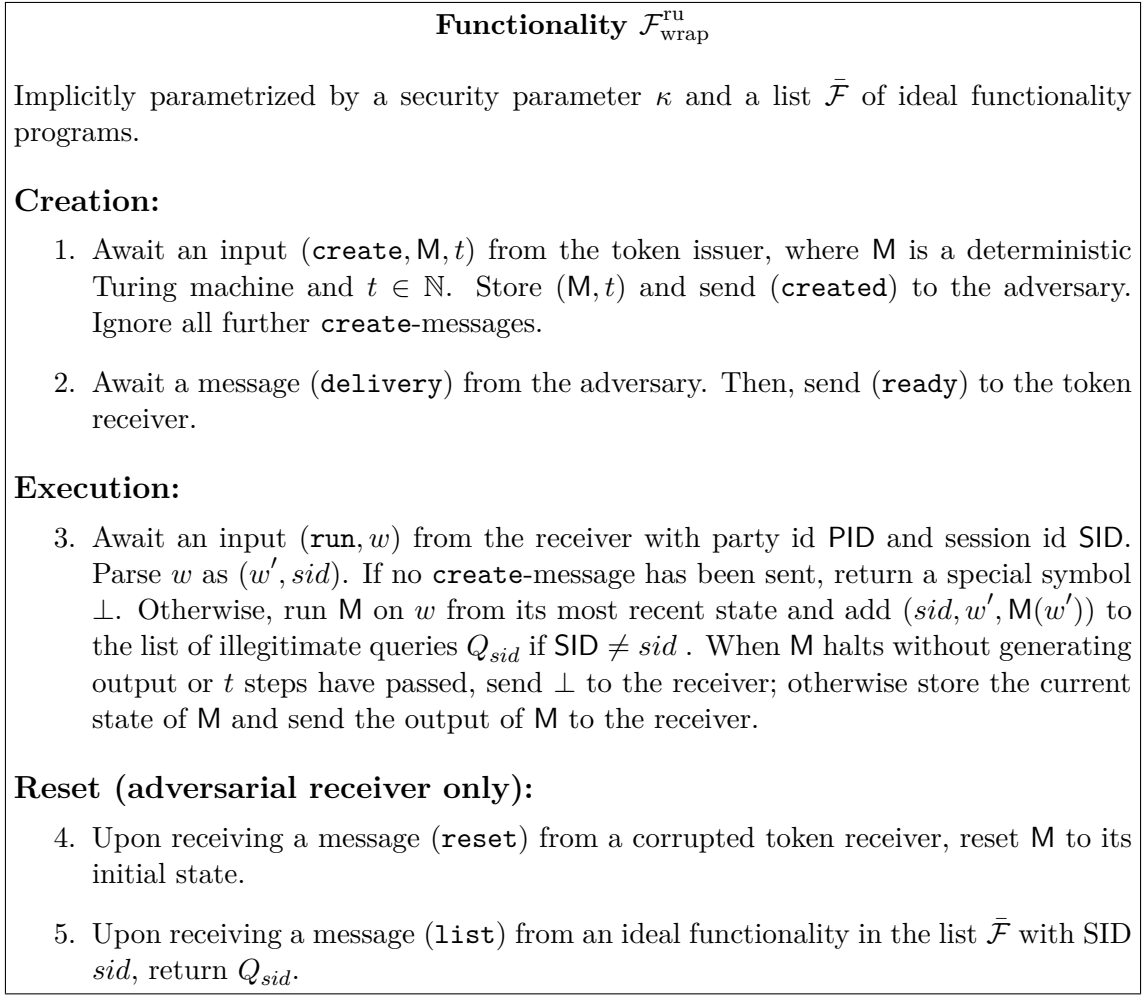 Functionality $\mathcal{F}_{\text{wrap}}^{\text{ru}}$
Implicitly parametrized by a security parameter κ and a list $\bar{\mathcal{F}}$ of ideal functionality
programs.
Creation:
1. Await an input (create, M, t) from the token issuer, where M is a deterministic
Turing machine and t ∈ ℕ. Store (M, t) and send (created) to the adversary.
Ignore all further create-messages.
2. Await a message (delivery) from the adversary. Then, send (ready) to the token
receiver.
Execution:
3. Await an input (run, w) from the receiver with party id PID and session id SID.
Parse w as (w′, sid). If no create-message has been sent, return a special symbol
⊥. Otherwise, run M on w from its most recent state and add (sid, w′, M(w′)) to
the list of illegitimate queries $Q_{sid}$ if SID ≠ sid . When M halts without generating
output or t steps have passed, send ⊥ to the receiver; otherwise store the current
state of M and send the output of M to the receiver.
Reset (adversarial receiver only):
4. Upon receiving a message (reset) from a corrupted token receiver, reset M to its
initial state.
5. Upon receiving a message (list) from an ideal functionality in the list $\bar{\mathcal{F}}$ with SID
sid, return $Q_{sid}$.